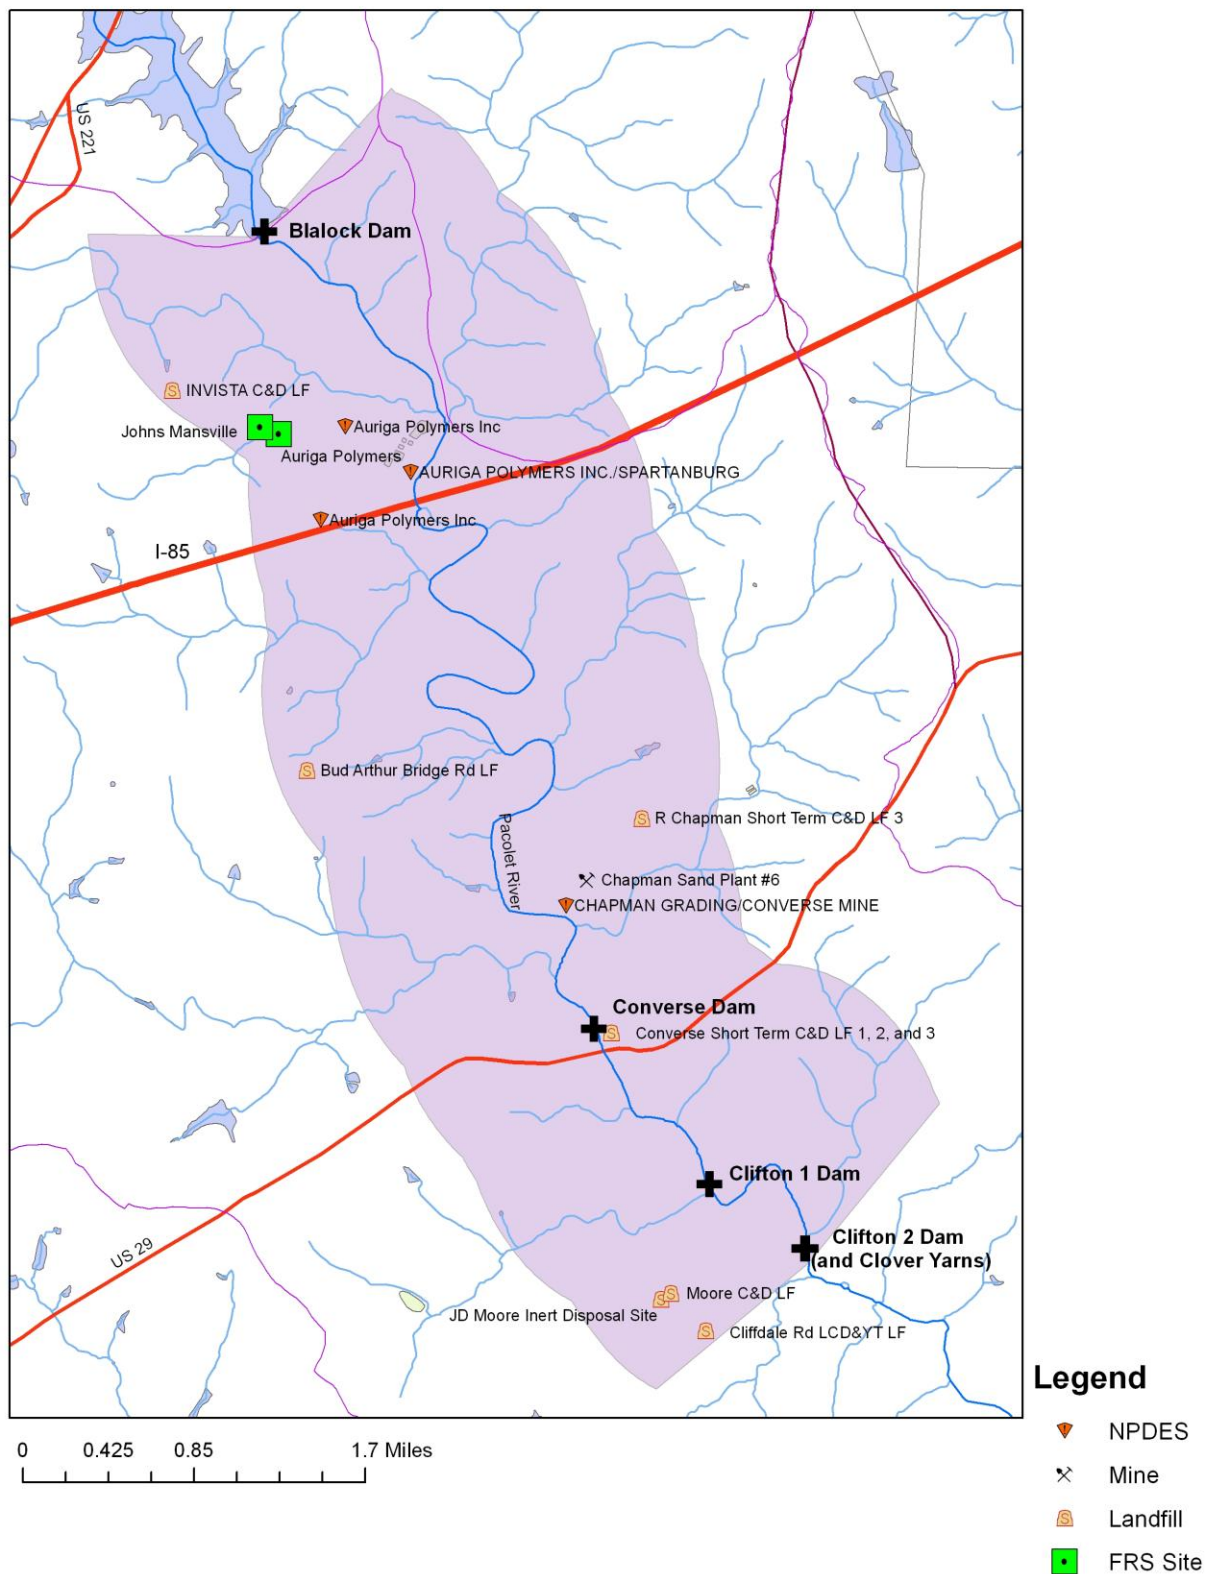 US 221
Blalock Dam
INVISTA C&D LF
Johns Mansville
Auriga Polymers Inc
Auriga Polymers
AURIGA POLYMERS INC./SPARTANBURG
Auriga Polymers Inc
I-85
Bud Arthur Bridge Rd LF
R Chapman Short Term C&D LF 3
Pacolet River
Chapman Sand Plant #6
CHAPMAN GRADING/CONVERSE MINE
Converse Dam
Converse Short Term C&D LF 1, 2, and 3
Clifton 1 Dam
US 29
Clifton 2 Dam
(and Clover Yarns)
Moore C&D LF
JD Moore Inert Disposal Site
Cliffdale Rd LCD&YT LF
Legend
NPDES
Mine
Landfill
FRS Site
0 0.425 0.85 1.7 Miles